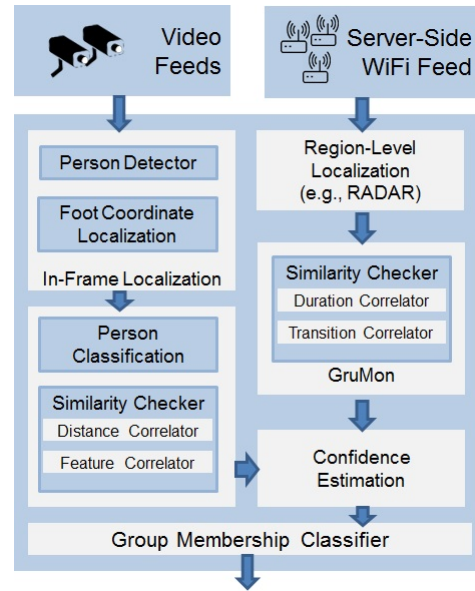 Video
Feeds
Server-Side
WiFi Feed
Person Detector
Foot Coordinate
Localization
In-Frame Localization
Person
Classification
Similarity Checker
Distance Correlator
Feature Correlator
Region-Level
Localization
(e.g., RADAR)
Similarity Checker
Duration Correlator
Transition Correlator
GruMon
Confidence
Estimation
Group Membership Classifier